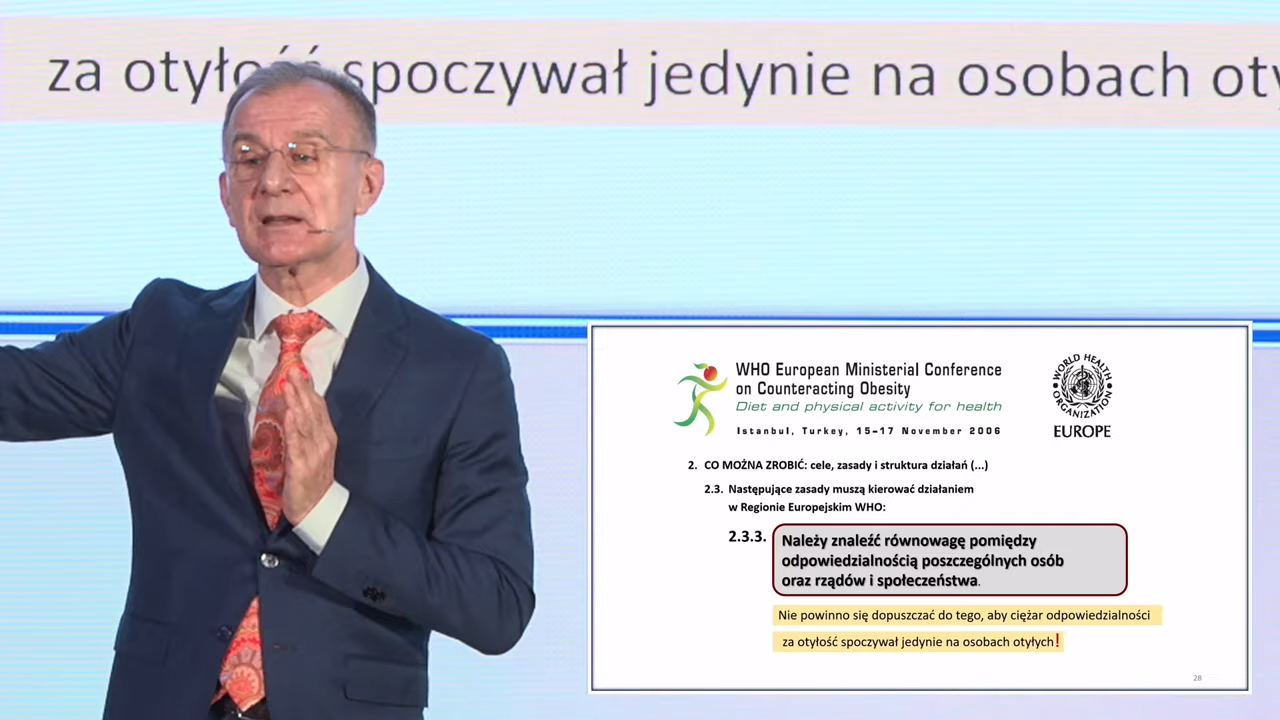 za otyłość spoczywał jedynie na osobach
WHO European Ministerial Conference
on Counteracting Obesity
Diet and physical activity for health
Istanbul, Turkey, 15–17 November 2006
WORLD HEALTH ORGANIZATION
EUROPE
2. CO MOŻNA ZROBIĆ: cele, zasady i struktura działań (...)
2.3. Następujące zasady muszą kierować działaniem
w Regionie Europejskim WHO:
2.3.3. Należy znaleźć równowagę pomiędzy
odpowiedzialnością poszczególnych osób
oraz rządów i społeczeństwa.
Nie powinno się dopuszczać do tego, aby ciężar odpowiedzialności
za otyłość spoczywał jedynie na osobach otyłych!
28